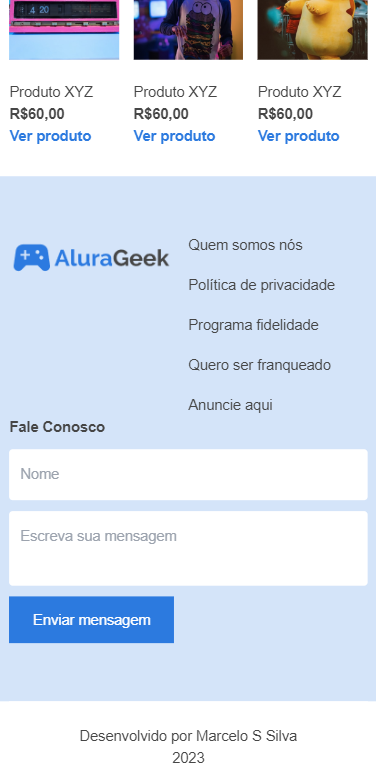 4 20
Produto XYZ
R$60,00
Ver produto
Produto XYZ
R$60,00
Ver produto
Produto XYZ
R$60,00
Ver produto
AluraGeek
Quem somos nós
Política de privacidade
Programa fidelidade
Quero ser franqueado
Anuncie aqui
Fale Conosco
Nome
Escreva sua mensagem
Enviar mensagem
Desenvolvido por Marcelo S Silva
2023